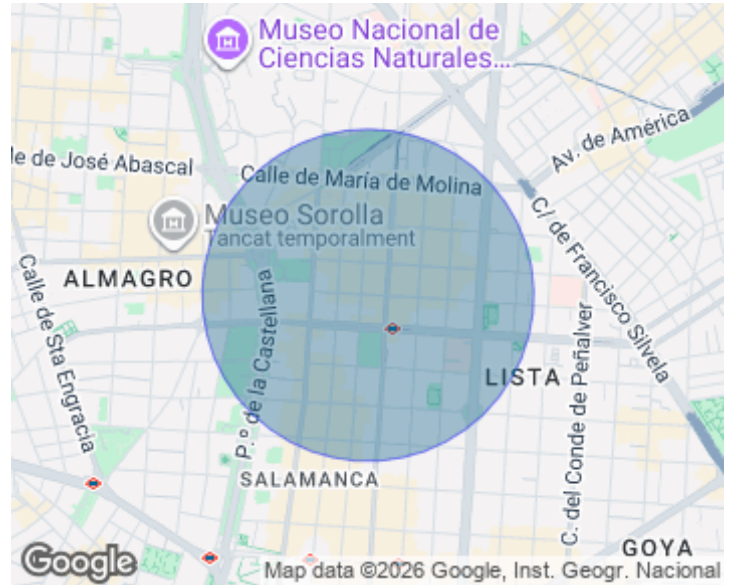 Museo Nacional de
Ciencias Naturales...
Av. de América
le de José Abascal
Calle de María de Molina
Museo Sorolla
Tancat temporalment
C/ de Francisco Silvela
ALMAGRO
Calle de Sta Engracia
P.º de la Castellana
LISTA
C. del Conde de Peñalver
SALAMANCA
GOYA
Google
Map data ©2026 Google, Inst. Geogr. Nacional